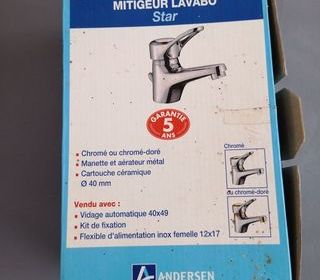 MITIGEUR LAVABO
Star
GARANTIE
5
ANS
• Chromé ou chromé-doré
• Manette et aérateur métal
• Cartouche céramique
Ø 40 mm
Chromé
ou chromé-doré
Vendu avec :
• Vidage automatique 40x49
• Kit de fixation
• Flexible d'alimentation inox femelle 12x17
ANDERSEN